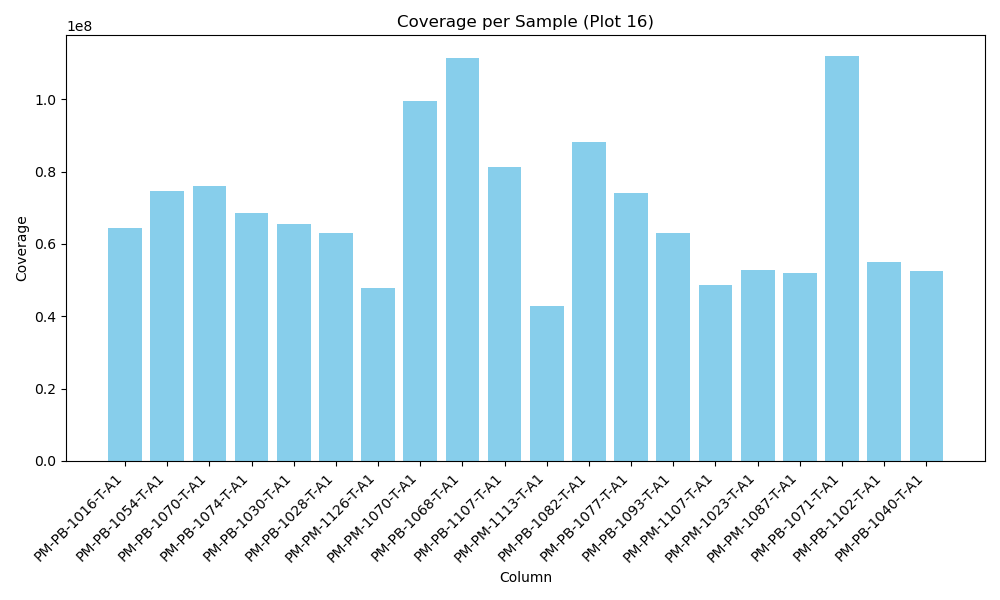 Coverage per Sample (Plot 16)
1e8
1.0
0.8
0.6
0.4
0.2
0.0
Coverage
PM-PB-1016-T-A1
PM-PB-1054-T-A1
PM-PB-1070-T-A1
PM-PB-1074-T-A1
PM-PB-1030-T-A1
PM-PB-1028-T-A1
PM-PM-1126-T-A1
PM-PM-1070-T-A1
PM-PB-1068-T-A1
PM-PB-1107-T-A1
PM-PM-1113-T-A1
PM-PB-1082-T-A1
PM-PB-1077-T-A1
PM-PB-1093-T-A1
PM-PM-1107-T-A1
PM-PM-1023-T-A1
PM-PM-1087-T-A1
PM-PB-1071-T-A1
PM-PB-1102-T-A1
PM-PB-1040-T-A1
Column